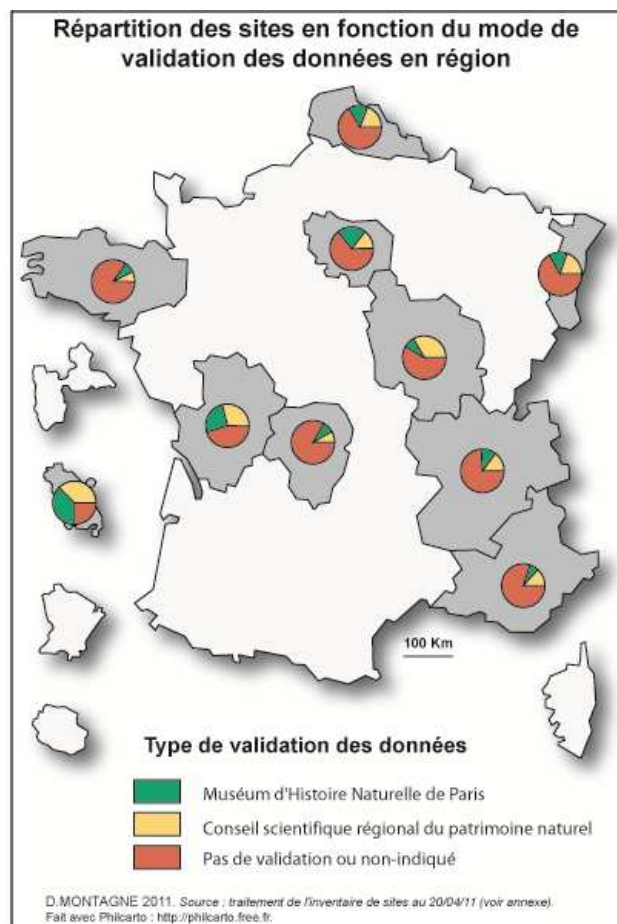 Répartition des sites en fonction du mode de
validation des données en région
100 Km
Type de validation des données
Muséum d'Histoire Naturelle de Paris
Conseil scientifique régional du patrimoine naturel
Pas de validation ou non-indiqué
D.MONTAGNE 2011. Source : traitement de l'inventaire de sites au 20/04/11 (voir annexe).
Fait avec Philcarto : http://philcarto.free.fr.